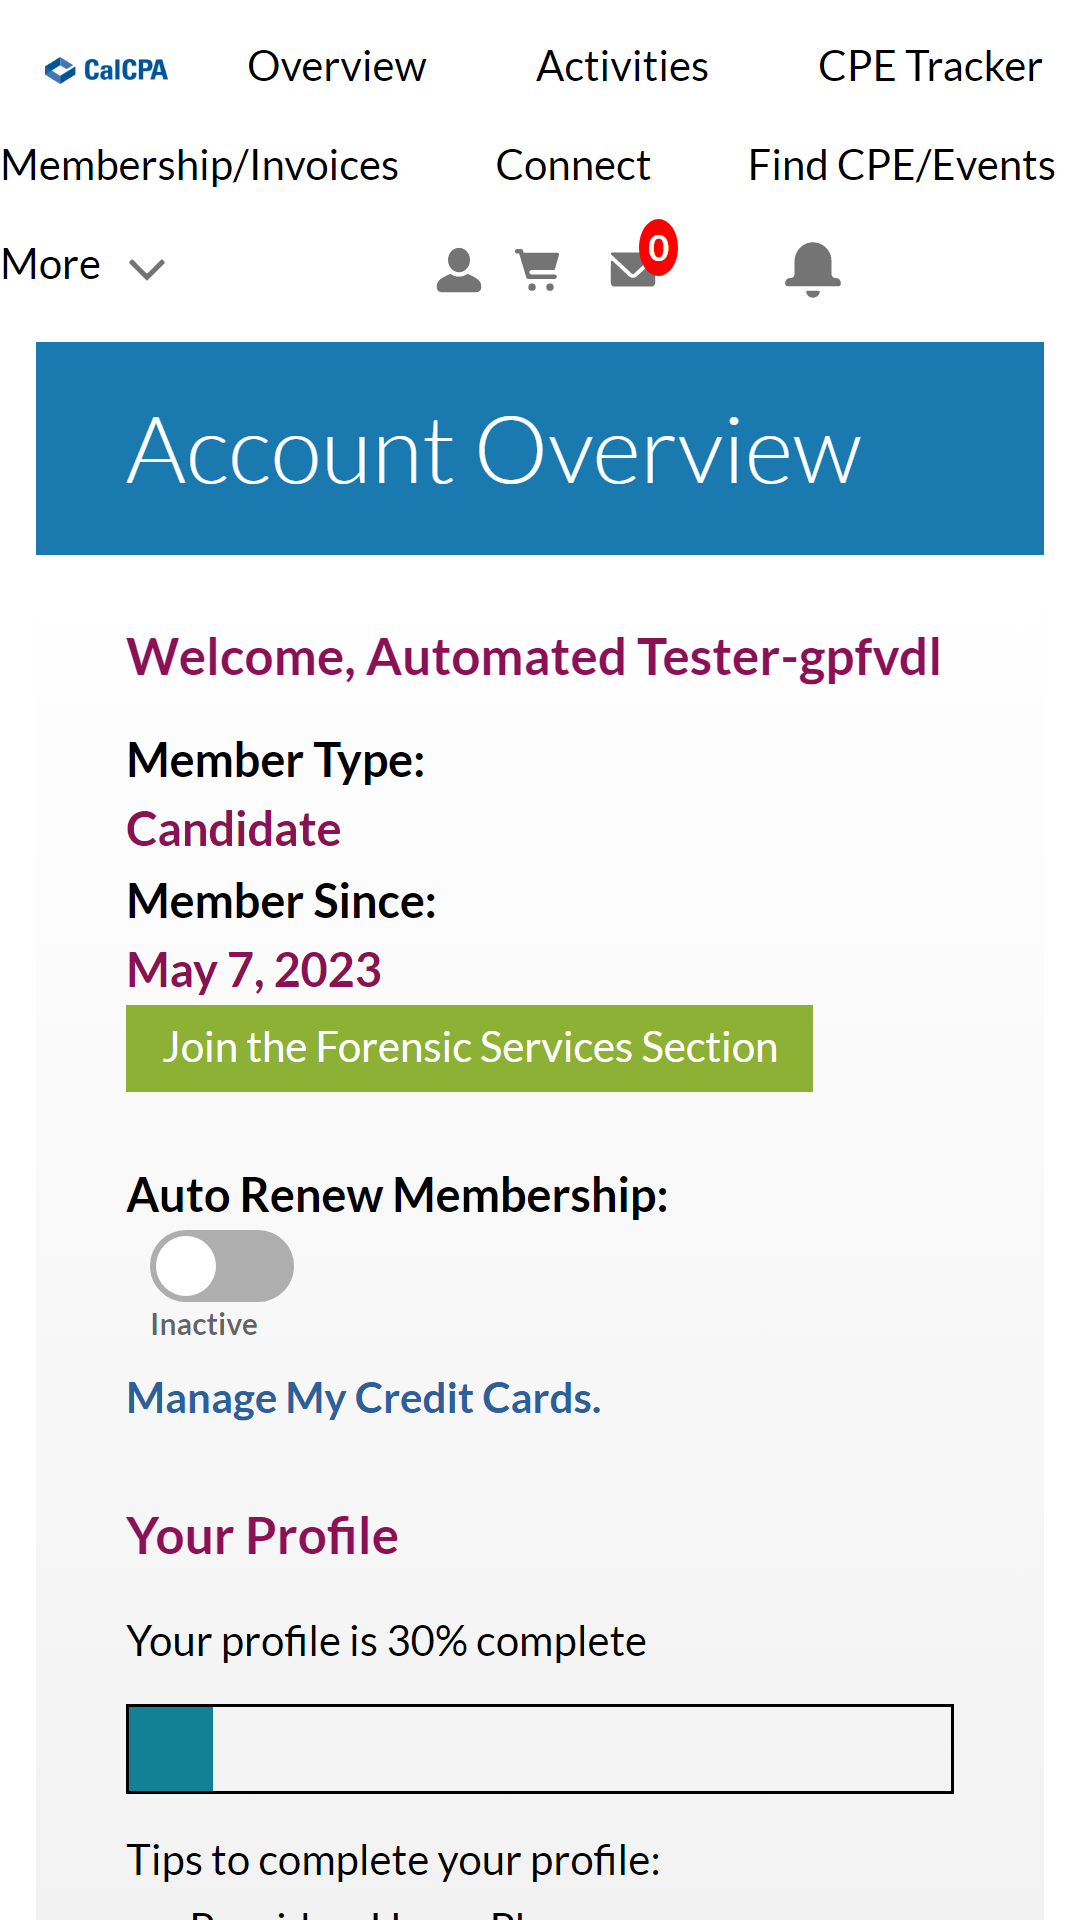 CalCPA Overview Activities CPE Tracker
Membership/Invoices Connect Find CPE/Events
More 0
Account Overview
Welcome, Automated Tester-gpfvdl
Member Type:
Candidate
Member Since:
May 7, 2023
Join the Forensic Services Section
Auto Renew Membership:
Inactive
Manage My Credit Cards.
Your Profile
Your profile is 30% complete
Tips to complete your profile: